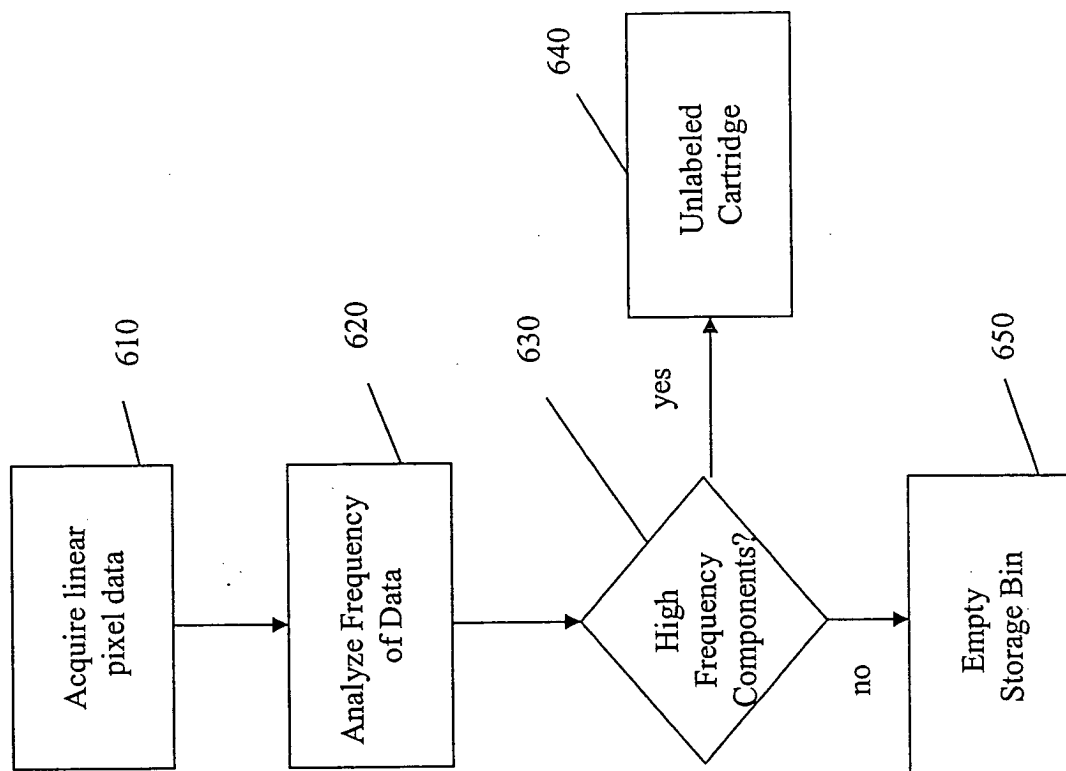 Acquire linear
pixel data
610
Analyze Frequency
of Data
620
High
Frequency
Components?
630
yes
Unlabeled
Cartridge
640
no
Empty
Storage Bin
650